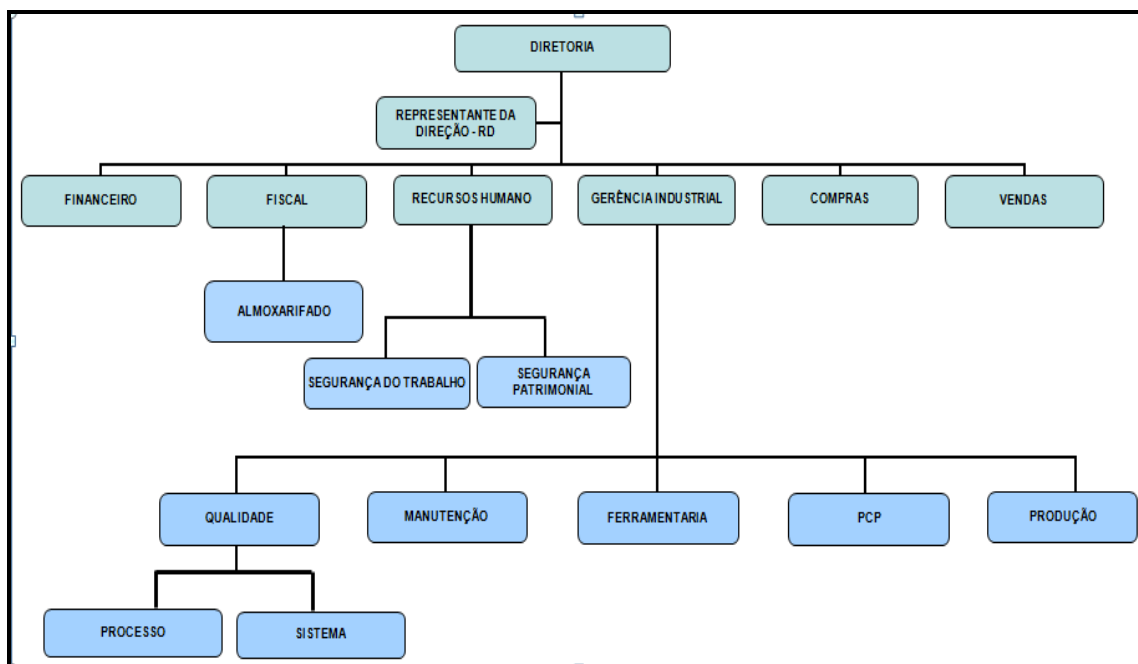 DIRETORIA
REPRESENTANTE DA
DIREÇÃO - RD
FINANCEIRO
FISCAL
RECURSOS HUMANO
GERÊNCIA INDUSTRIAL
COMPRAS
VENDAS
ALMOXARIFADO
SEGURANÇA DO TRABALHO
SEGURANÇA
PATRIMONIAL
QUALIDADE
MANUTENÇÃO
FERRAMENTARIA
PCP
PRODUÇÃO
PROCESSO
SISTEMA